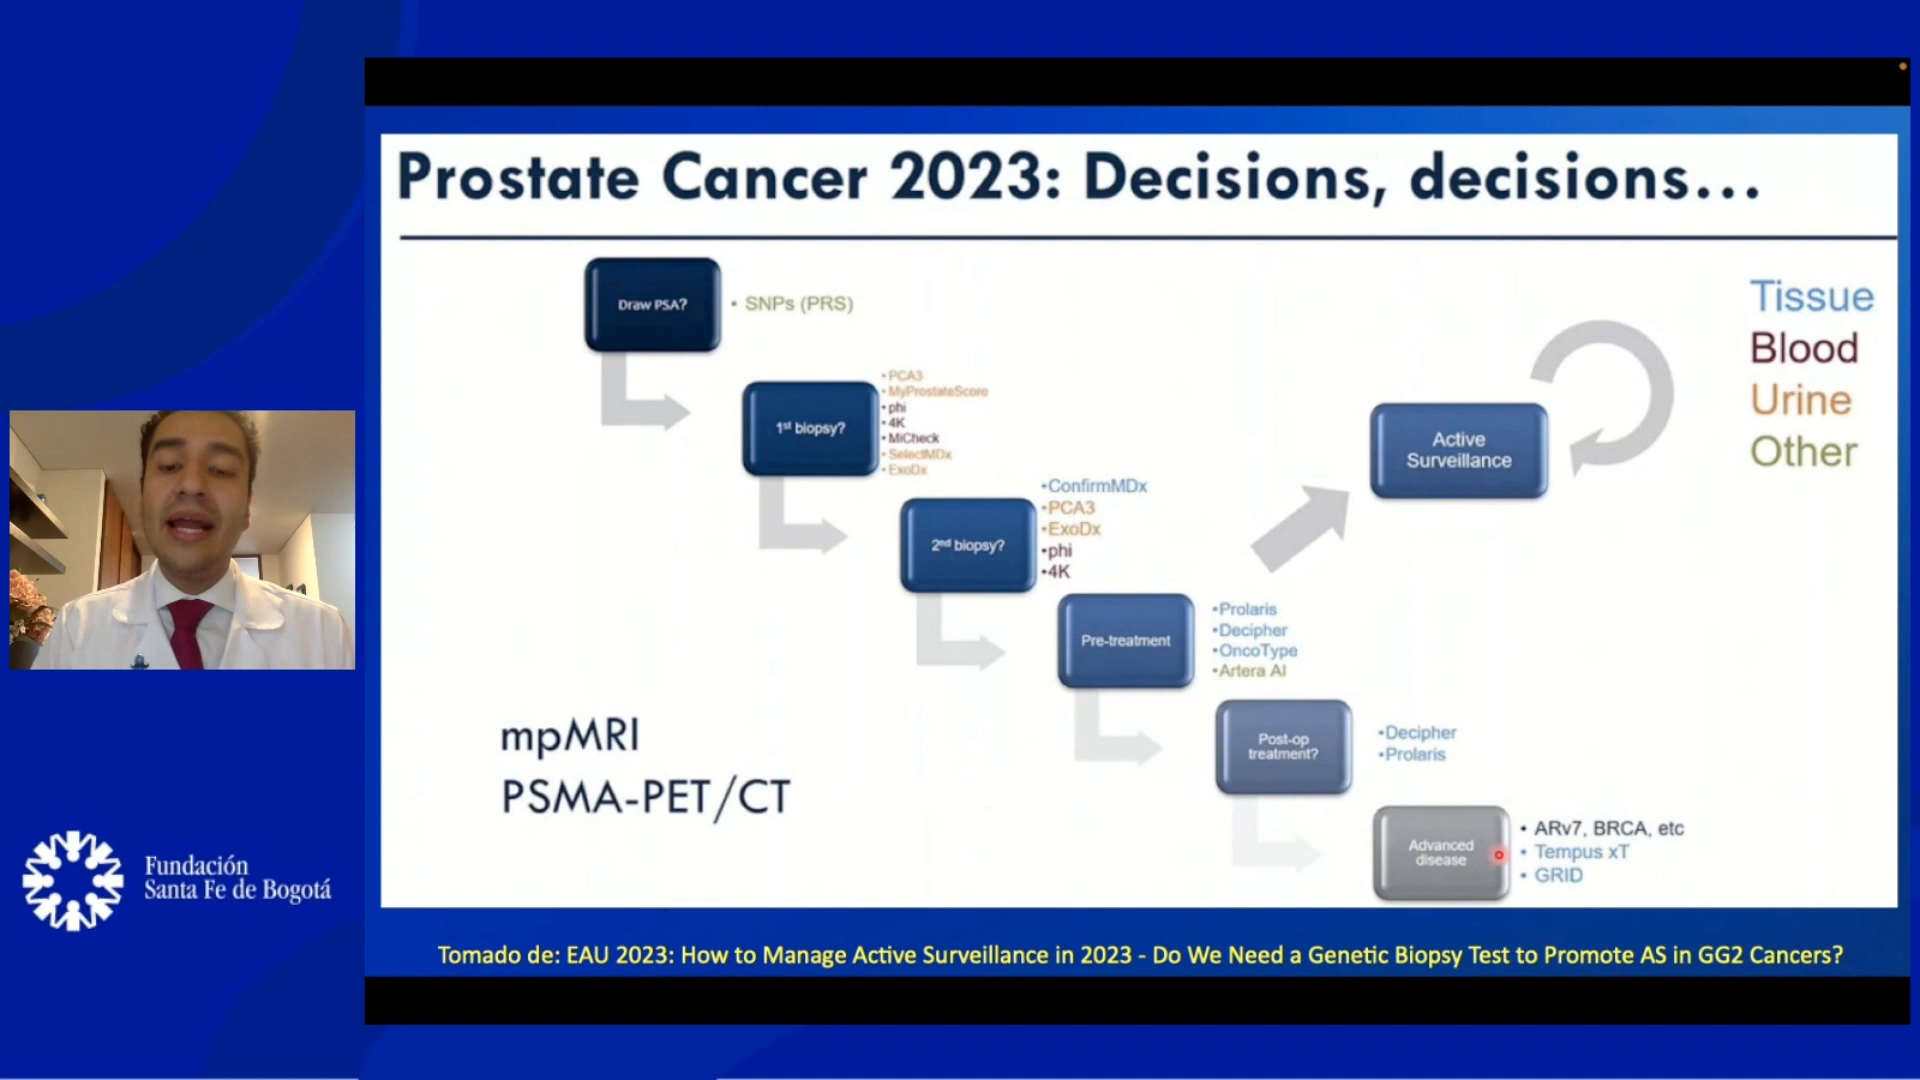 Prostate Cancer 2023: Decisions, decisions...
Draw PSA?
• SNPs (PRS)
1st biopsy?
• PCA3
• MyProstateScore
• phi
• 4K
• MiCheck
• SelectMDx
• ExoDx
2nd biopsy?
•ConfirmMDx
•PCA3
•ExoDx
•phi
•4K
Pre-treatment
•Prolaris
•Decipher
•OncoType
•Artera AI
Post-op
treatment?
•Decipher
•Prolaris
Advanced
disease
• ARv7, BRCA, etc
• Tempus xT
• GRID
Active
Surveillance
Tissue
Blood
Urine
Other
mpMRI
PSMA-PET/CT
Fundación
Santa Fe de Bogotá
Tomado de: EAU 2023: How to Manage Active Surveillance in 2023 - Do We Need a Genetic Biopsy Test to Promote AS in GG2 Cancers?